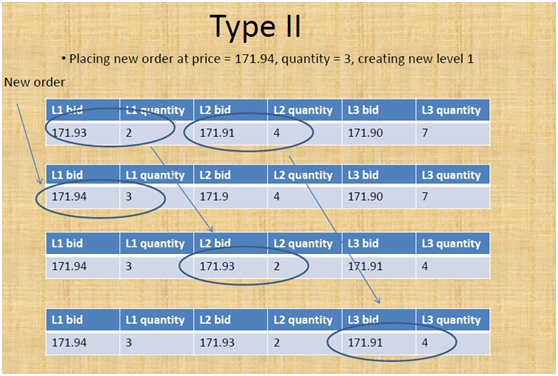 Type II
• Placing new order at price = 171.94, quantity = 3, creating new level 1
New order
L1 bid L1 quantity L2 bid L2 quantity L3 bid L3 quantity
171.93 2 171.91 4 171.90 7
L1 bid L1 quantity L2 bid L2 quantity L3 bid L3 quantity
171.94 3 171.9 4 171.90 7
L1 bid L1 quantity L2 bid L2 quantity L3 bid L3 quantity
171.94 3 171.93 2 171.91 4
L1 bid L1 quantity L2 bid L2 quantity L3 bid L3 quantity
171.94 3 171.93 2 171.91 4